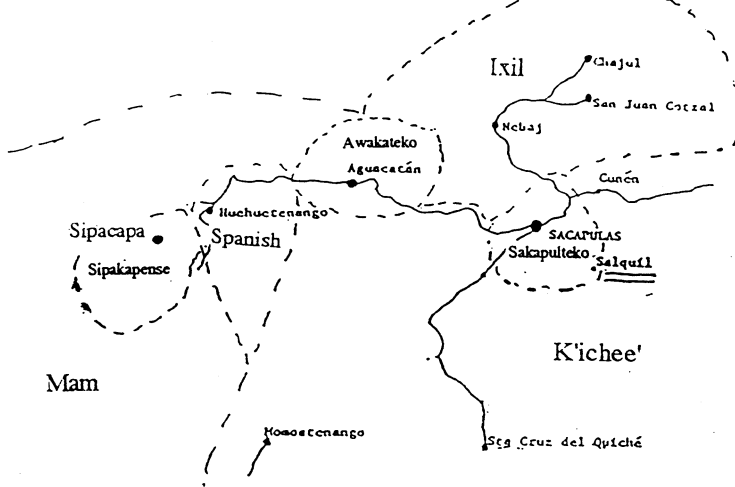 Ixil
Chajul
San Juan Cotzal
Nebaj
Awakateko
Aguacatán
Cunén
Huehuetenango
Sipacapa
Spanish
SACAPULAS
Sakapulteko
Salquil
Sipakapense
K'ichee'
Mam
Momostenango
Sta Cruz del Quiché